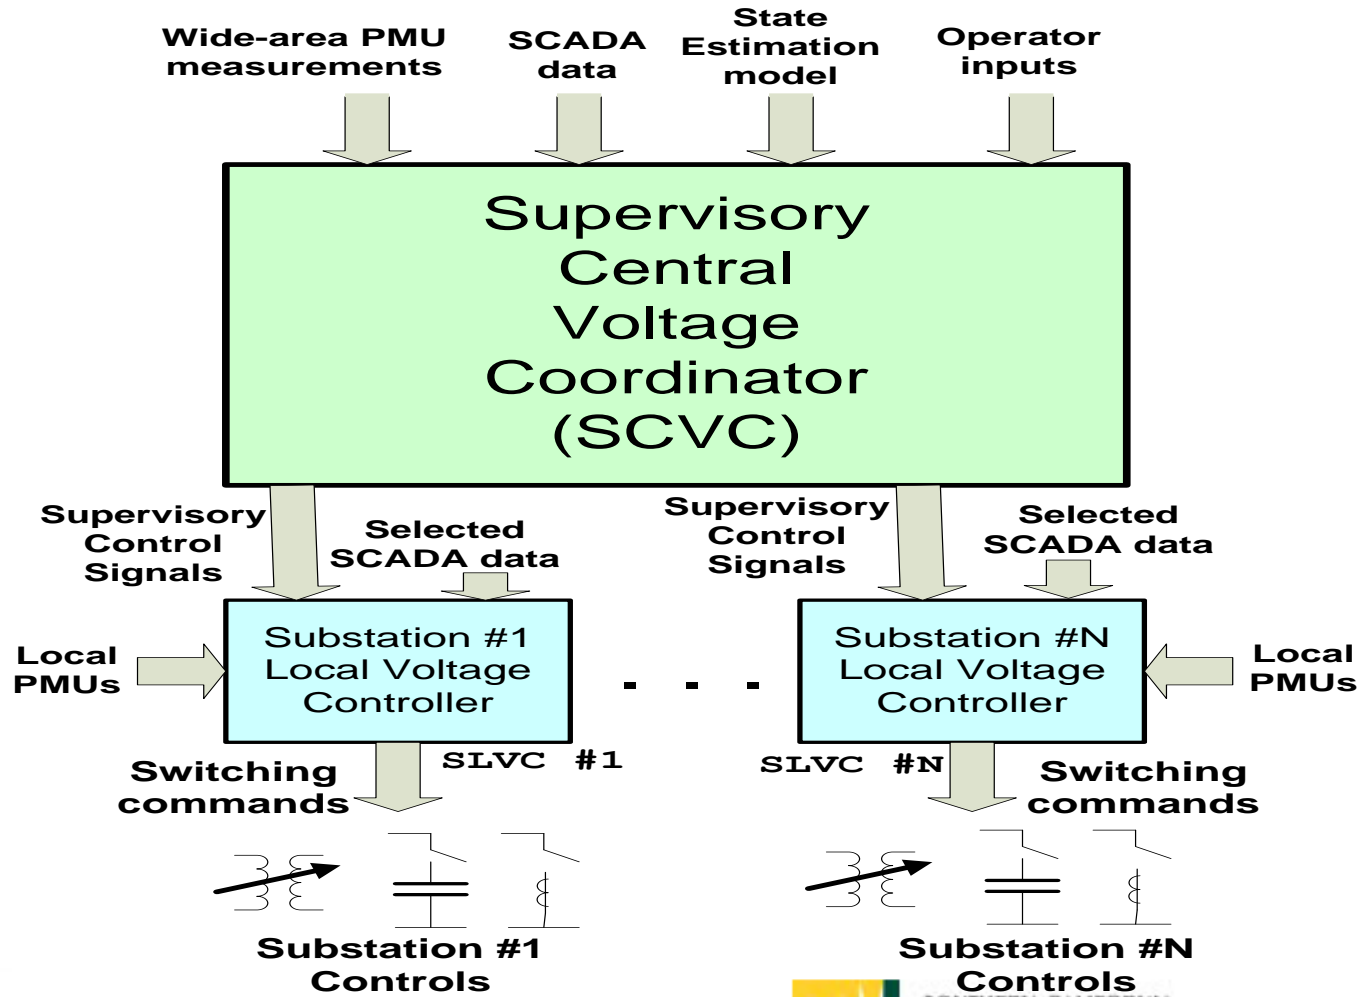 Wide-area PMU
measurements
SCADA
data
State
Estimation
model
Operator
inputs
Supervisory
Central
Voltage
Coordinator
(SCVC)
Supervisory
Control
Signals
Selected
SCADA data
Supervisory
Control
Signals
Selected
SCADA data
Local
PMUs
Substation #1
Local Voltage
Controller
- - -
Substation #N
Local Voltage
Controller
Local
PMUs
Switching
commands
SLVC #1
SLVC #N
Switching
commands
Substation #1
Controls
Substation #N
Controls